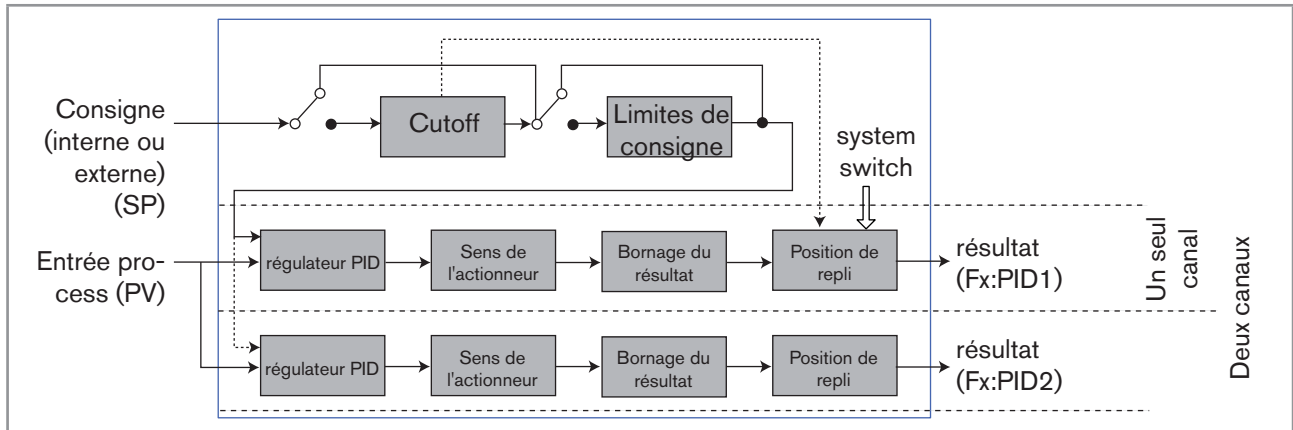 Consigne
(interne ou
externe)
(SP)
Cutoff
Limites de
consigne
system
switch
Entrée pro-
cess (PV)
régulateur PID
Sens de
l'actionneur
Bornage du
résultat
Position de
repli
résultat
(Fx:PID1)
Un seul
canal
régulateur PID
Sens de
l'actionneur
Bornage du
résultat
Position de
repli
résultat
(Fx:PID2)
Deux canaux